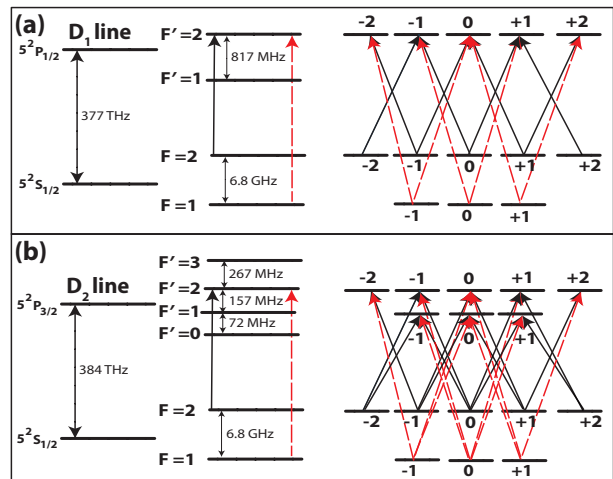 (a)
D₁ line
5²P₁/₂
377 THz
5²S₁/₂
F'=2
817 MHz
F'=1
F=2
6.8 GHz
F=1
-2 -1 0 +1 +2
-2 -1 0 +1 +2
-1 0 +1
(b)
D₂ line
5²P₃/₂
384 THz
5²S₁/₂
F'=3
267 MHz
F'=2
157 MHz
F'=1
72 MHz
F'=0
F=2
6.8 GHz
F=1
-2 -1 0 +1 +2
-1 0 +1
-2 -1 0 +1 +2
-1 0 +1